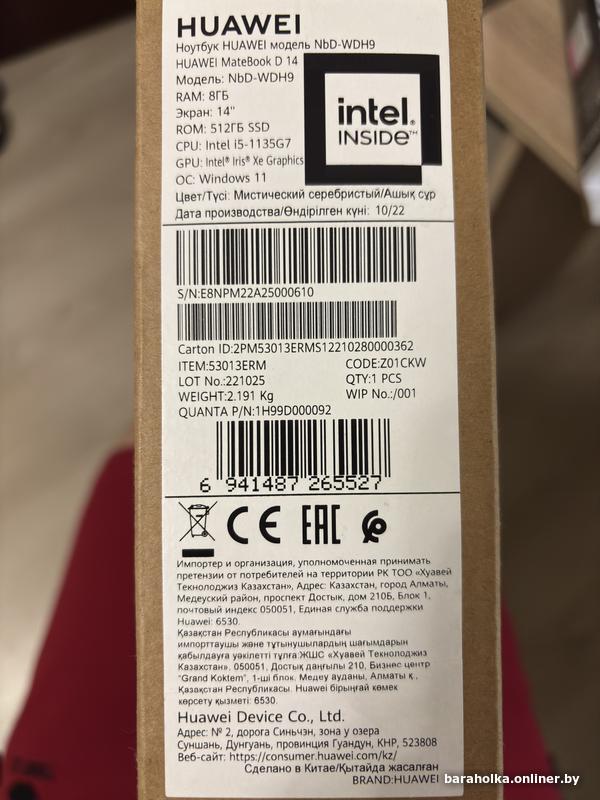 HUAWEI
Ноутбук HUAWEI модель NbD-WDH9
HUAWEI MateBook D 14
Модель: NbD-WDH9
RAM: 8ГБ
Экран: 14"
ROM: 512ГБ SSD
CPU: Intel i5-1135G7
GPU: Intel® Iris® Xe Graphics
ОС: Windows 11
intel®
INSIDE™
Цвет/Түсі: Мистический серебристый/Ашық сұр
Дата производства/Өндірілген күні: 10/22
S/N:E8NPM22A25000610
Carton ID:2PM53013ERMS12210280000362
ITEM:53013ERM CODE:Z01CKW
LOT No.:221025 QTY:1 PCS
WEIGHT:2.191 Kg WIP No.:/001
QUANTA P/N:1H99D000092
6 941487 265527
CE EAC
Импортер и организация, уполномоченная принимать
претензии от потребителей на территории РК ТОО «Хуавей
Текнолоджиз Казахстан», Адрес: Казахстан, город Алматы,
Медеуский район, проспект Достык, дом 210Б, Блок 1,
почтовый индекс 050051, Единая служба поддержки
Huawei: 6530.
Қазақстан Республикасы аумағындағы
импорттаушы және тұтынушылардың шағымдарын
қабылдауға уәкілетті тұлға ЖШС «Хуавей Текнолоджиз
Казахстан», 050051, Достық даңғылы 210, Бизнес центр
"Grand Koktem", 1-ші блок. Медеу ауданы, Алматы қ.,
Қазақстан Республикасы. Huawei бірыңғай көмек
көрсету қызметі: 6530.
Huawei Device Co., Ltd.
Адрес: № 2, дорога Синьчэн, зона у озера
Суншань, Дунгуань, провинция Гуандун, КНР, 523808
Веб-сайт: https://consumer.huawei.com/kz/
Сделано в Китае/Қытайда жасалған
BRAND:HUAWEI
baraholka.onliner.by